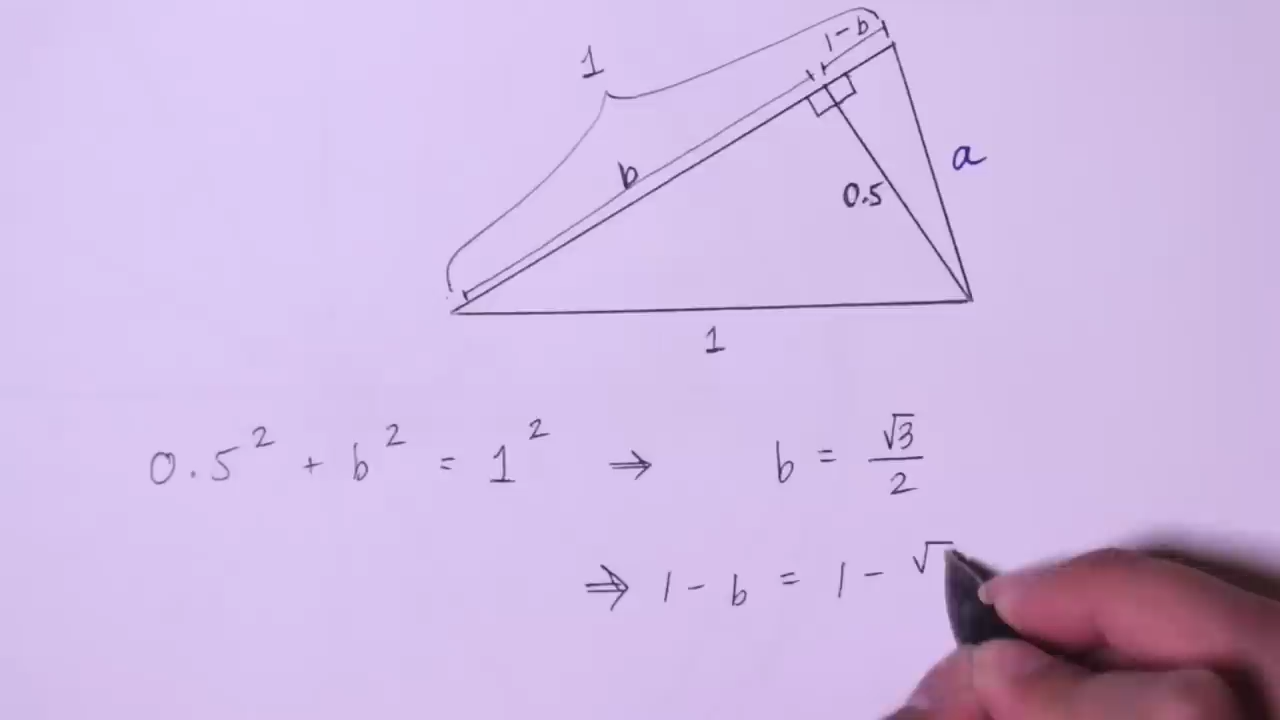 1
1-b
b
a
0.5
1
0.5² + b² = 1² ⇒ b = √3/2
⇒ 1 - b = 1 - √